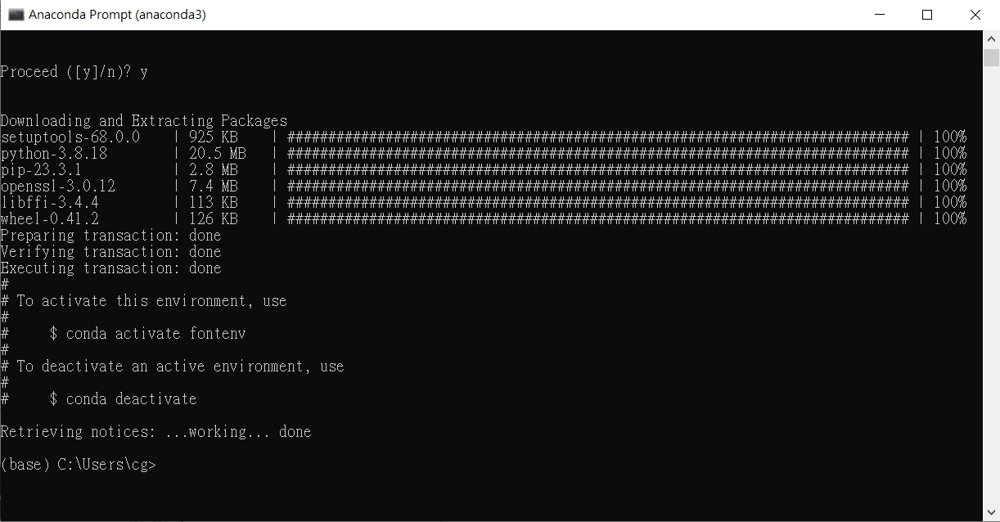 Anaconda Prompt (anaconda3)
Proceed ([y]/n)? y
Downloading and Extracting Packages
setuptools-68.0.0    | 925 KB    | ############################################################################ | 100%
python-3.8.18        | 20.5 MB   | ############################################################################ | 100%
pip-23.3.1           | 2.8 MB    | ############################################################################ | 100%
openssl-3.0.12       | 7.4 MB    | ############################################################################ | 100%
libffi-3.4.4         | 113 KB    | ############################################################################ | 100%
wheel-0.41.2         | 126 KB    | ############################################################################ | 100%
Preparing transaction: done
Verifying transaction: done
Executing transaction: done
#
# To activate this environment, use
#
#     $ conda activate fontenv
#
# To deactivate an active environment, use
#
#     $ conda deactivate
Retrieving notices: ...working... done
(base) C:\Users\cg>